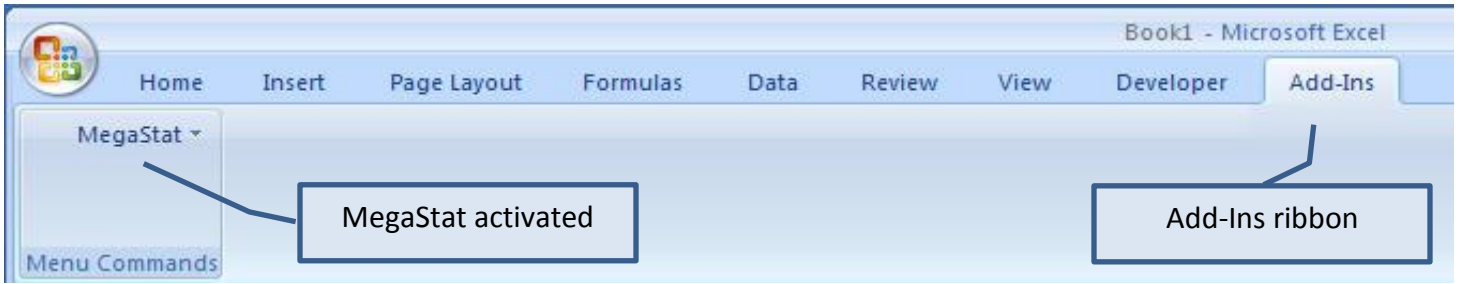 Book1 - Microsoft Excel
Home Insert Page Layout Formulas Data Review View Developer Add-Ins
MegaStat
MegaStat activated
Add-Ins ribbon
Menu Commands